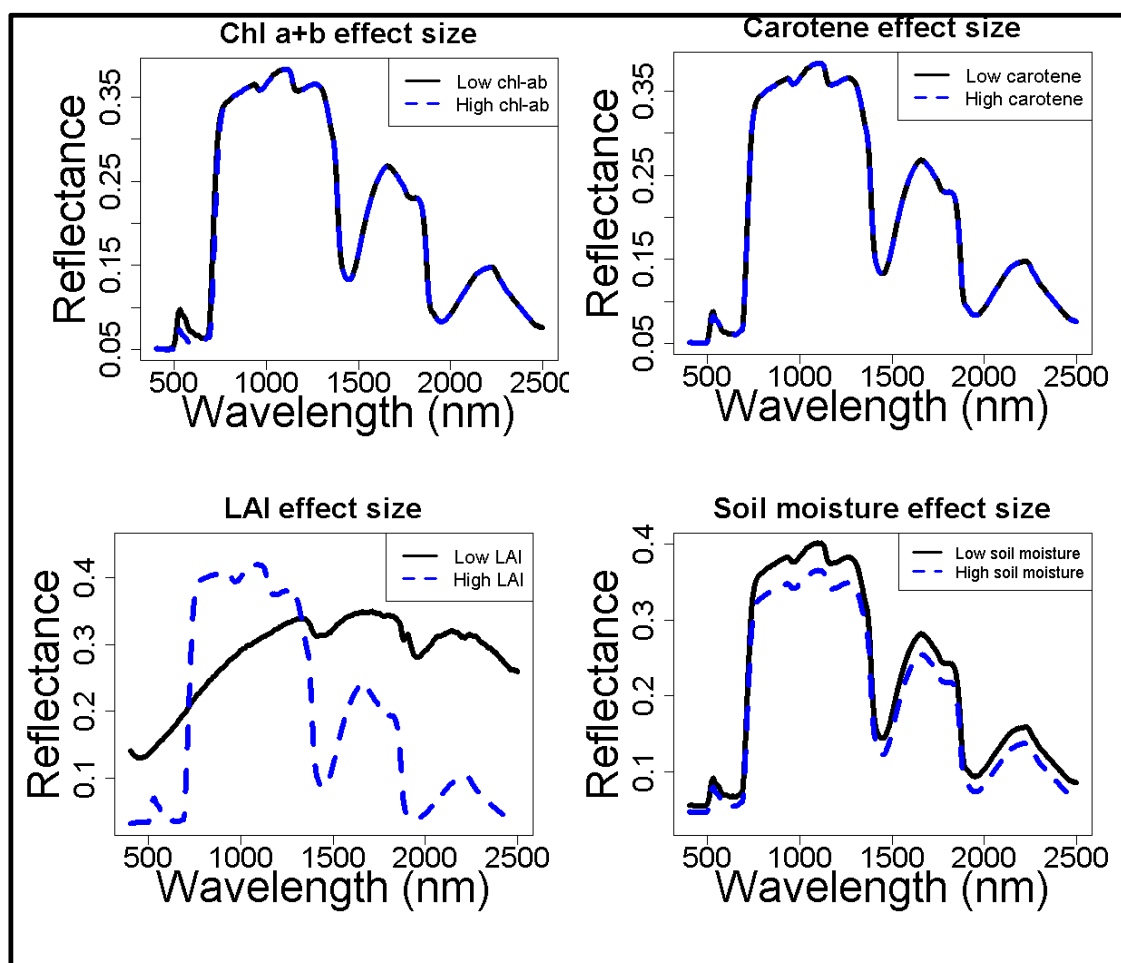 Chl a+b effect size
Low chl-ab
High chl-ab
Reflectance
0.05 0.15 0.25 0.35
500 1000 1500 2000 2500
Wavelength (nm)
Carotene effect size
Low carotene
High carotene
Reflectance
0.05 0.15 0.25 0.35
500 1000 1500 2000 2500
Wavelength (nm)
LAI effect size
Low LAI
High LAI
Reflectance
0.1 0.2 0.3 0.4
500 1000 1500 2000 2500
Wavelength (nm)
Soil moisture effect size
Low soil moisture
High soil moisture
Reflectance
0.1 0.2 0.3 0.4
500 1000 1500 2000 2500
Wavelength (nm)